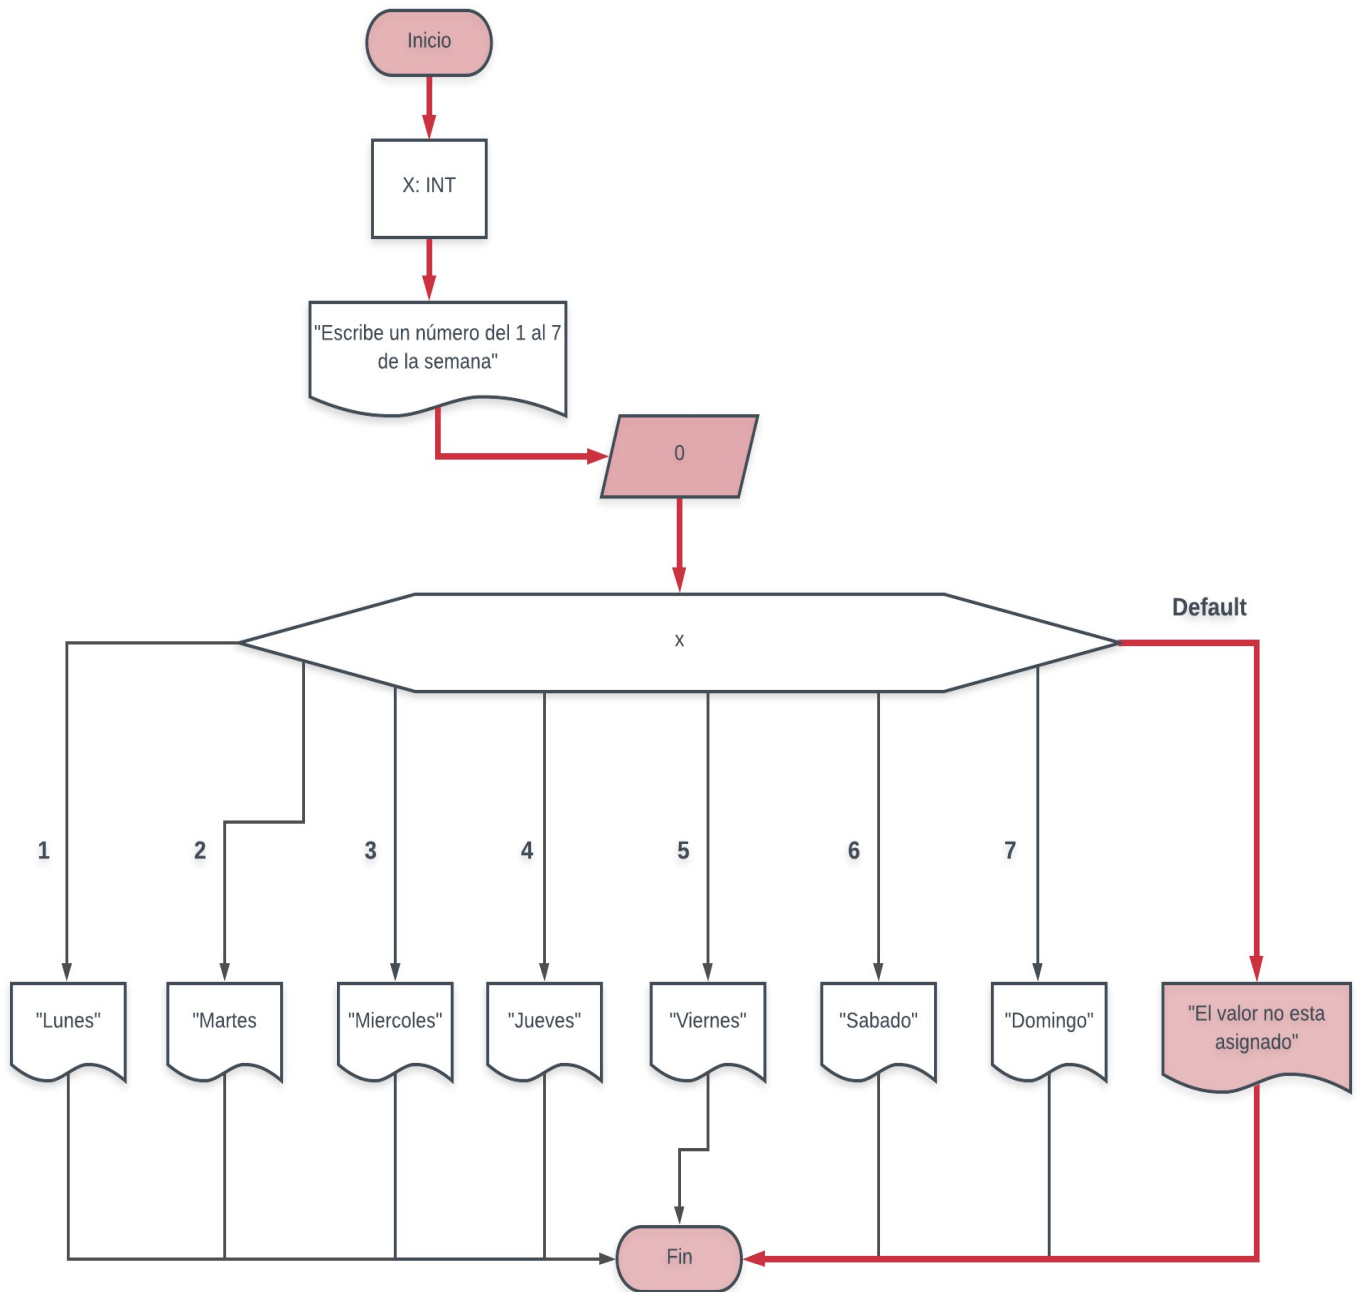 Inicio
X: INT
"Escribe un número del 1 al 7
de la semana"
0
x
Default
1
2
3
4
5
6
7
"Lunes"
"Martes
"Miercoles"
"Jueves"
"Viernes"
"Sabado"
"Domingo"
"El valor no esta
asignado"
Fin